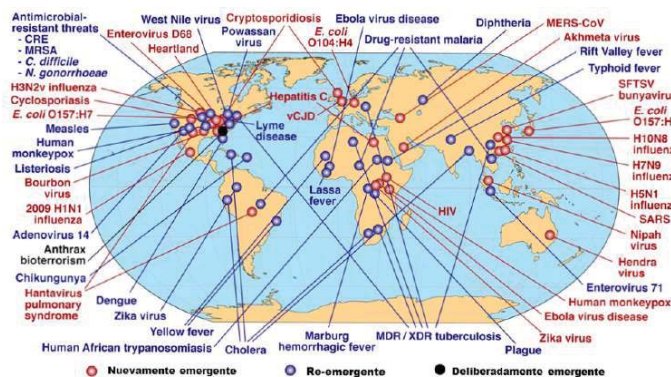 Antimicrobial-
resistant threats
- CRE
- MRSA
- C. difficile
- N. gonorrhoeae
H3N2v influenza
Cyclosporiasis
E. coli O157:H7
Measles
Human
monkeypox
Listeriosis
Bourbon
virus
2009 H1N1
influenza
Adenovirus 14
Anthrax
bioterrorism
Chikungunya
Hantavirus
pulmonary
syndrome
West Nile virus
Enterovirus D68
Heartland
Powassan
virus
Cryptosporidiosis
E. coli
O104:H4
Ebola virus disease
Drug-resistant malaria
Diphtheria
MERS-CoV
Akhmeta virus
Rift Valley fever
Typhoid fever
SFTSV
bunyavirus
E. coli
O157:H
H10N8
influenz
H7N9
influenz
H5N1
influenz
SARS
Nipah
virus
Hendra
virus
Enterovirus 71
Human monkeypox
Ebola virus disease
Zika virus
Hepatitis C
vCJD
Lyme
disease
Lassa
fever
HIV
Dengue
Zika virus
Yellow fever
Human African trypanosomiasis
Cholera
Marburg
hemorrhagic fever
MDR / XDR tuberculosis
Plague
Nuevamente emergente
Re-emergente
Deliberadamente emergente